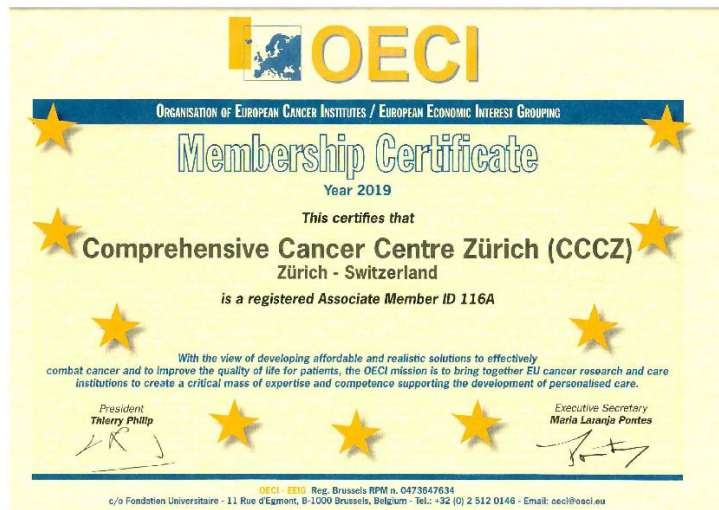 OECI
ORGANISATION OF EUROPEAN CANCER INSTITUTES / EUROPEAN ECONOMIC INTEREST GROUPING
Membership Certificate
Year 2019
This certifies that
Comprehensive Cancer Centre Zürich (CCCZ)
Zürich - Switzerland
is a registered Associate Member ID 116A
With the view of developing affordable and realistic solutions to effectively
combat cancer and to improve the quality of life for patients, the OECI mission is to bring together EU cancer research and care
institutions to create a critical mass of expertise and competence supporting the development of personalised care.
President
Thierry Philip
Executive Secretary
Maria Laranja Pontes
OECI - EEIG Reg. Brussels RPM n. 0473647634
c/o Fondation Universitaire - 11 Rue d'Egmont, B-1000 Brussels, Belgium - Tel.: +32 (0) 2 512 0146 - Email: oeci@oeci.eu